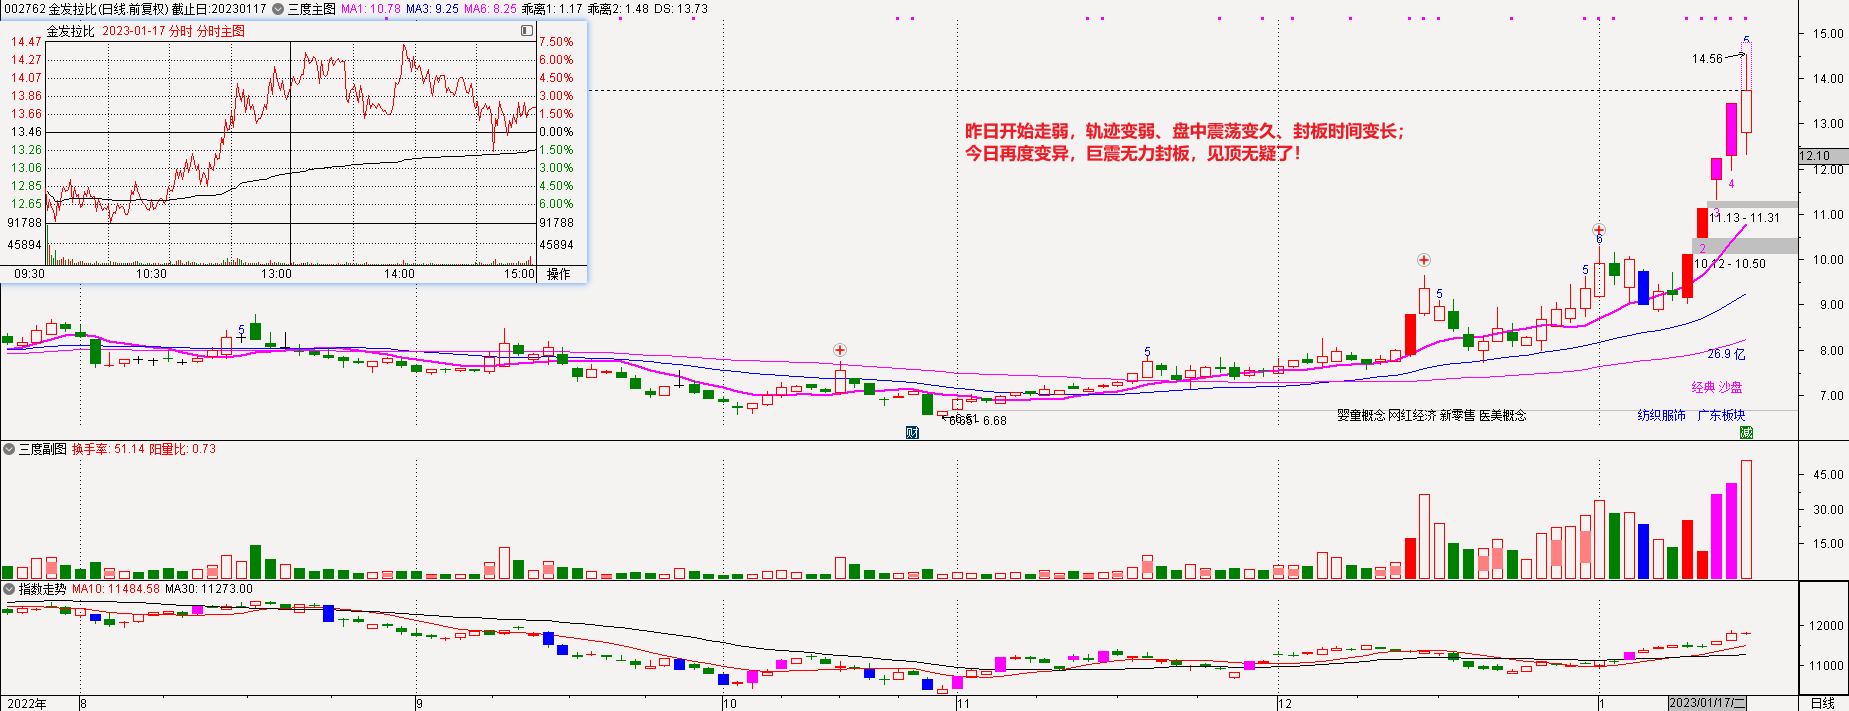 002762 金发拉比(日线.前复权) 截止日:20230117 三度主图 MA1: 10.78 MA3: 9.25 MA6: 8.25 乖离1: 1.17 乖离2: 1.48 DS: 13.73
金发拉比 2023-01-17 分时 分时主图
14.47 7.50%
14.27 6.00%
14.07 4.50%
13.86 3.00%
13.66 1.50%
13.46 0.00%
13.26 1.50%
13.06 3.00%
12.85 4.50%
12.65 6.00%
91788 91788
45894 45894
09:30 10:30 13:00 14:00 15:00 操作
昨日开始走弱，轨迹变弱、盘中震荡变久、封板时间变长；
今日再度变异，巨震无力封板，见顶无疑了！
5
14.56
15.00
14.00
13.00
12.10
12.00
11.00
10.00
9.00
8.00
7.00
4
3
11.13 - 11.31
2
10.12 - 10.50
6
5
5
5
5
26.9 亿
经典 沙盘
6.68
婴童概念 网红经济 新零售 医美概念
纺织服饰 广东板块
财
减
三度副图 换手率: 51.14 阳量比: 0.73
45.00
30.00
15.00
指数走势 MA10: 11484.58 MA30: 11273.00
12000
11000
2022年 8 9 10 11 12 1 2023/01/17/二 日线